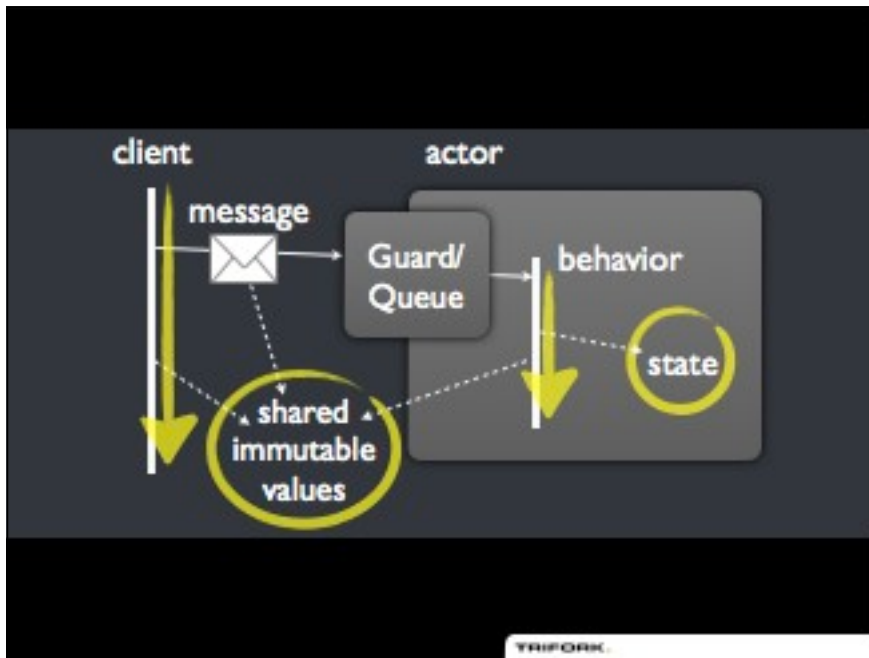 client
actor
message
Guard/
Queue
behavior
state
shared
immutable
values
TRIFORK.